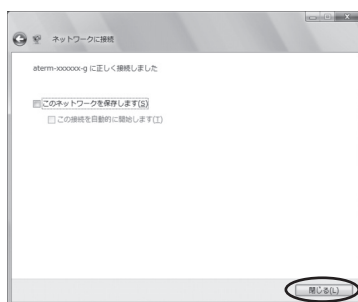 ネットワークに接続
aterm-xxxxxx-g に正しく接続しました
このネットワークを保存します(S)
この接続を自動的に開始します(T)
閉じる(L)